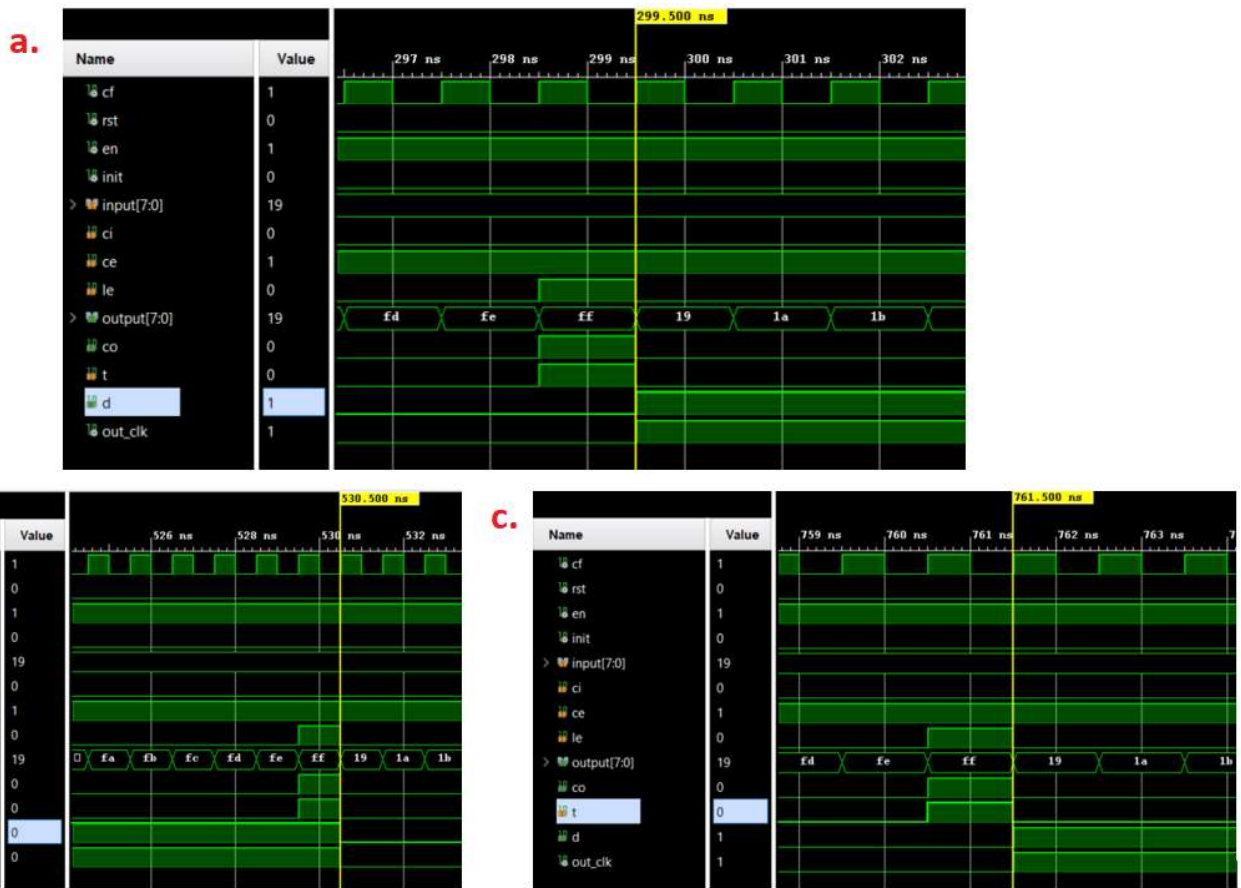 a.
299.500 ns
Name Value
297 ns 298 ns 299 ns 300 ns 301 ns 302 ns
cf 1
rst 0
en 1
init 0
input[7:0] 19
ci 0
ce 1
le 0
output[7:0] 19 fd fe ff 19 1a 1b
co 0
t 0
d 1
out_clk 1
530.500 ns
Value
526 ns 528 ns 530 ns 532 ns
1
0
1
0
19
0
1
0
19 fa fb fc fd fe ff 19 1a 1b
0
0
0
0
c.
761.500 ns
Name Value
759 ns 760 ns 761 ns 762 ns 763 ns 7
cf 1
rst 0
en 1
init 0
input[7:0] 19
ci 0
ce 1
le 0
output[7:0] 19 fd fe ff 19 1a 1b
co 0
t 0
d 1
out_clk 1